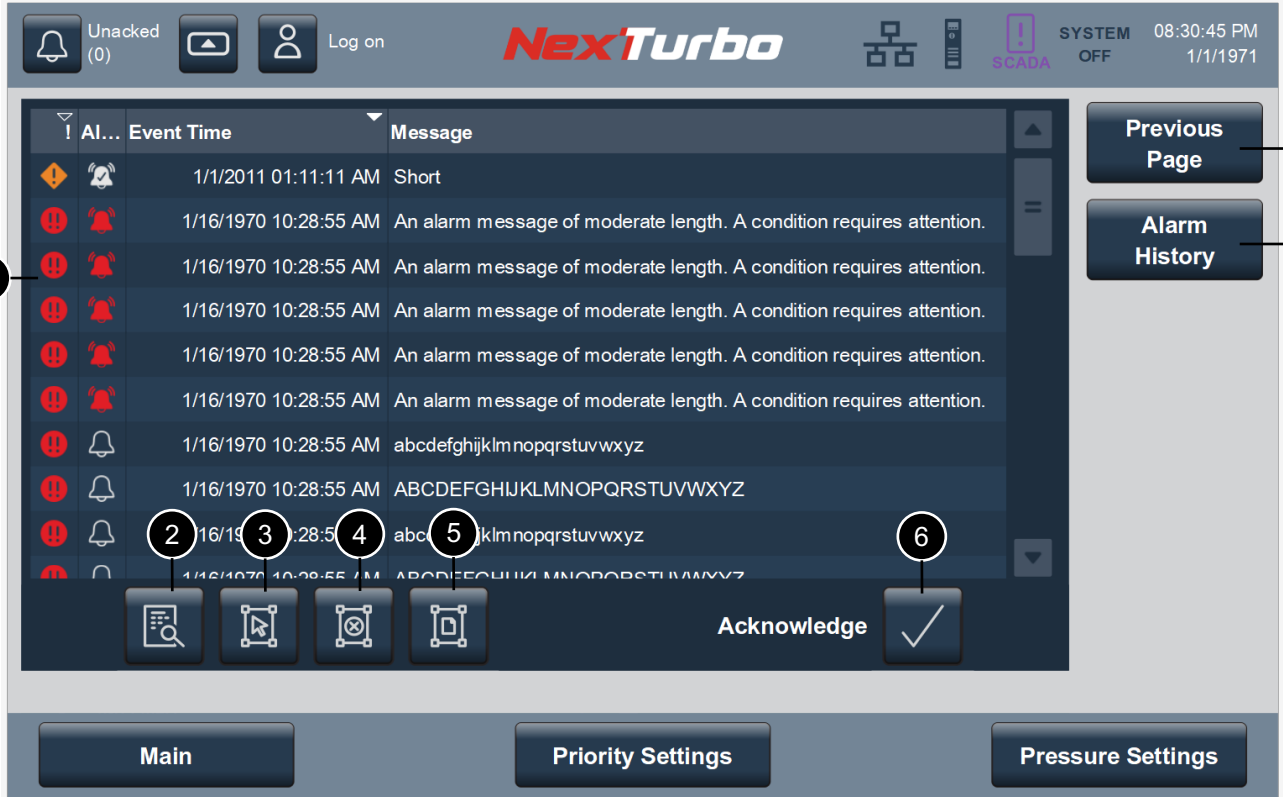 Unacked
(0)
Log on
NexTurbo
SCADA
SYSTEM
OFF
08:30:45 PM
1/1/1971
! Al... Event Time Message
1/1/2011 01:11:11 AM Short
1/16/1970 10:28:55 AM An alarm message of moderate length. A condition requires attention.
1/16/1970 10:28:55 AM An alarm message of moderate length. A condition requires attention.
1/16/1970 10:28:55 AM An alarm message of moderate length. A condition requires attention.
1/16/1970 10:28:55 AM An alarm message of moderate length. A condition requires attention.
1/16/1970 10:28:55 AM An alarm message of moderate length. A condition requires attention.
1/16/1970 10:28:55 AM abcdefghijklmnopqrstuvwxyz
1/16/1970 10:28:55 AM ABCDEFGHIJKLMNOPQRSTUVWXYZ
2 3 4 5 6
Acknowledge
Previous
Page
Alarm
History
Main
Priority Settings
Pressure Settings